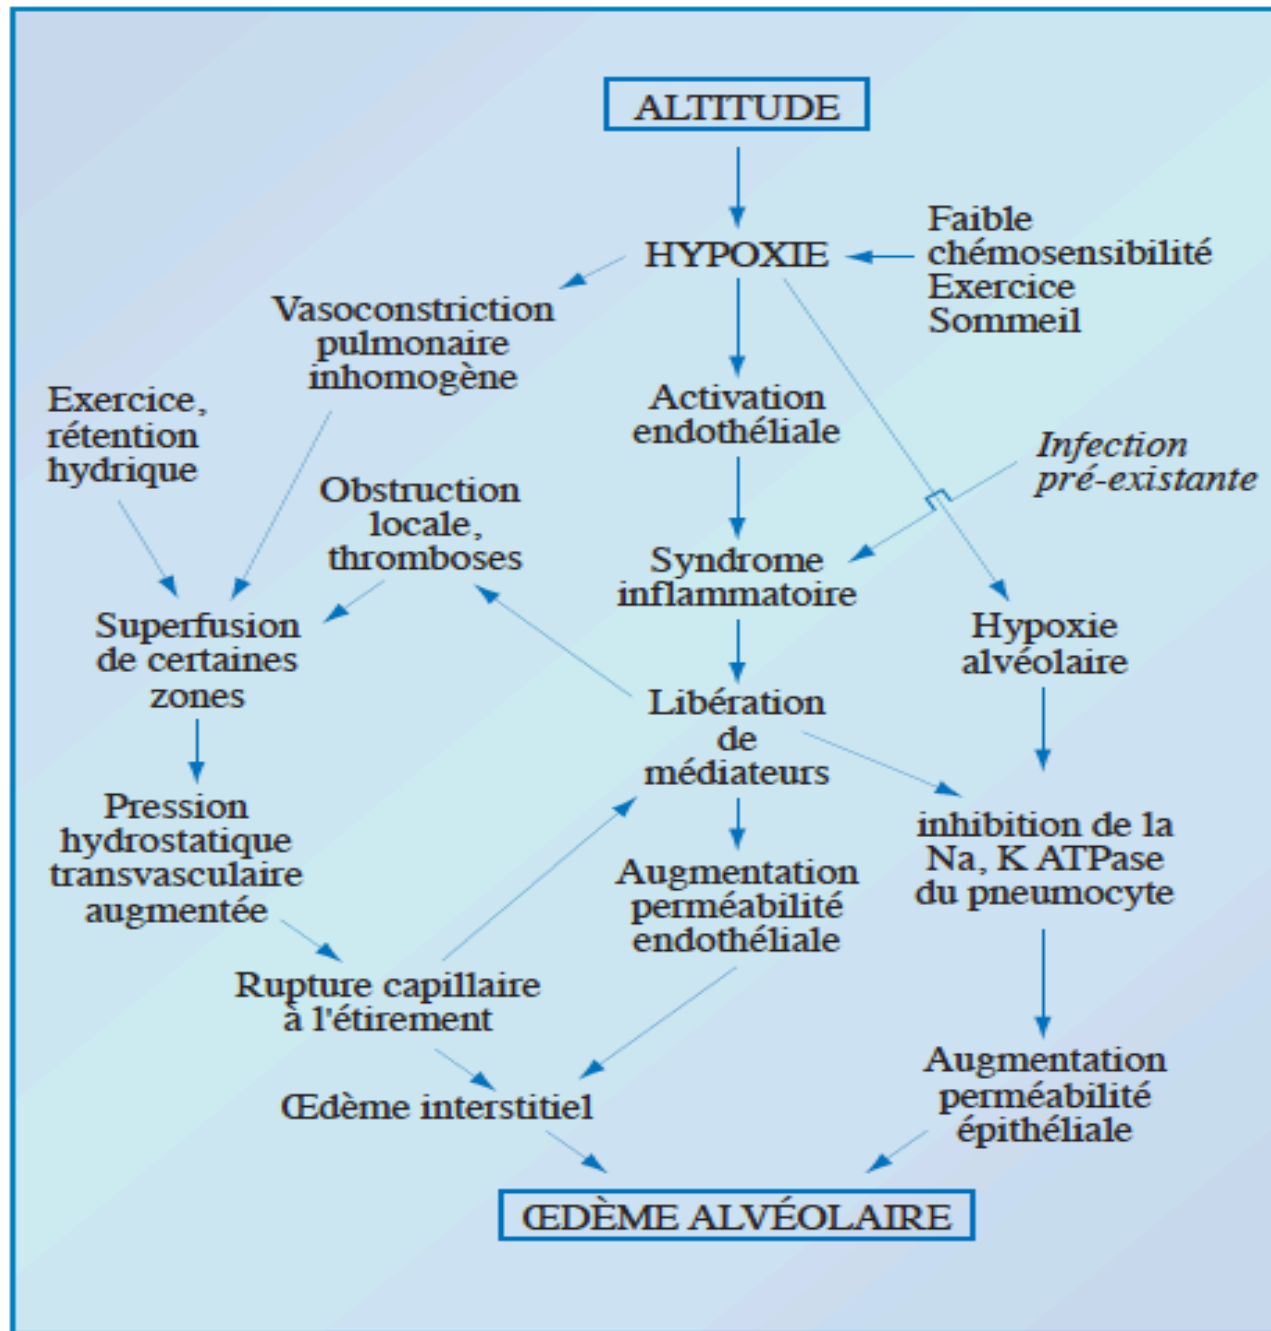 ALTITUDE
HYPOXIE
Faible
chémosensibilité
Exercice
Sommeil
Vasoconstriction
pulmonaire
inhomogène
Exercice,
rétention
hydrique
Activation
endothéliale
Infection
pré-existante
Obstruction
locale,
thromboses
Syndrome
inflammatoire
Superfusion
de certaines
zones
Hypoxie
alvéolaire
Libération
de
médiateurs
Pression
hydrostatique
transvasculaire
augmentée
inhibition de la
Na, K ATPase
du pneumocyte
Augmentation
perméabilité
endothéliale
Rupture capillaire
à l'étirement
Augmentation
perméabilité
épithéliale
Œdème interstitiel
ŒDÈME ALVÉOLAIRE